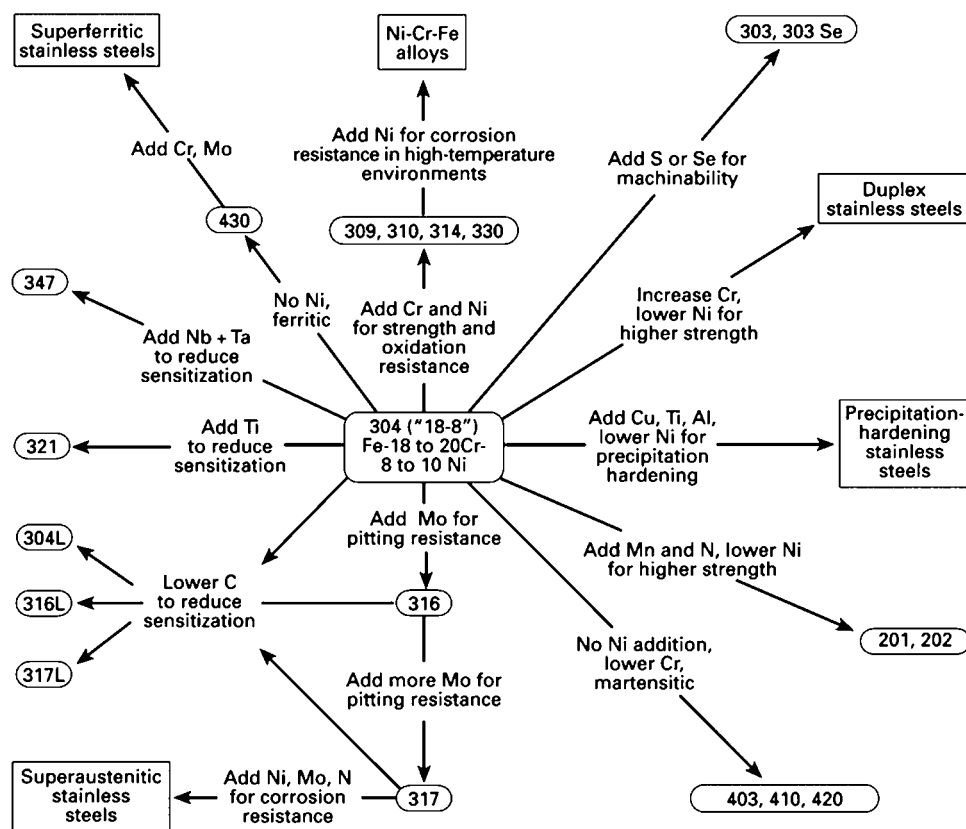 Superferritic
stainless steels
Ni-Cr-Fe
alloys
303, 303 Se
Add Cr, Mo
Add Ni for corrosion
resistance in high-temperature
environments
Add S or Se for
machinability
Duplex
stainless steels
430
309, 310, 314, 330
347
No Ni,
ferritic
Add Cr and Ni
for strength and
oxidation
resistance
Increase Cr,
lower Ni for
higher strength
Add Nb + Ta
to reduce
sensitization
321
Add Ti
to reduce
sensitization
304 ("18-8")
Fe-18 to 20Cr-
8 to 10 Ni
Add Cu, Ti, Al,
lower Ni for
precipitation
hardening
Precipitation-
hardening
stainless
steels
304L
316L
317L
Lower C
to reduce
sensitization
Add Mo for
pitting resistance
316
Add Mn and N, lower Ni
for higher strength
201, 202
No Ni addition,
lower Cr,
martensitic
Add more Mo for
pitting resistance
Superaustenitic
stainless
steels
Add Ni, Mo, N
for corrosion
resistance
317
403, 410, 420